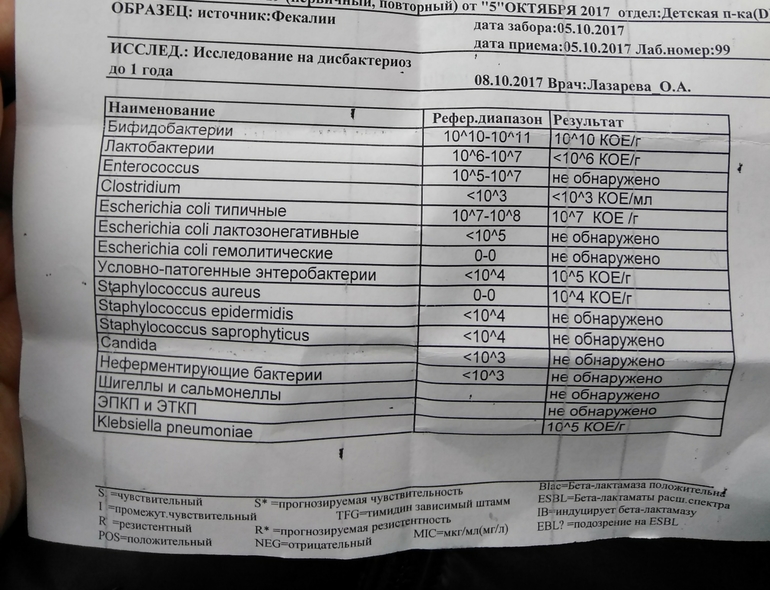 (первичный, повторный) от "5"ОКТЯБРЯ 2017 отдел:Детская п-ка(D
ОБРАЗЕЦ: источник:Фекалии
дата забора:05.10.2017
дата приема:05.10.2017 Лаб.номер:99
ИССЛЕД.: Исследование на дисбактериоз
до 1 года
08.10.2017 Врач:Лазарева_О.А.
Наименование Рефер.диапазон Результат
Бифидобактерии 10^10-10^11 10^10 КОЕ/г
Лактобактерии 10^6-10^7 <10^6 КОЕ/г
Enterococcus 10^5-10^7 не обнаружено
Clostridium <10^3 <10^3 КОЕ/мл
Escherichia coli типичные 10^7-10^8 10^7 КОЕ /г
Escherichia coli лактозонегативные <10^5 не обнаружено
Escherichia coli гемолитические 0-0 не обнаружено
Условно-патогенные энтеробактерии <10^4 10^5 КОЕ/г
Staphylococcus aureus 0-0 10^4 КОЕ/г
Staphylococcus epidermidis <10^4 не обнаружено
Staphylococcus saprophyticus <10^4 не обнаружено
Candida <10^3 не обнаружено
Неферментирующие бактерии <10^3 не обнаружено
Шигеллы и сальмонеллы не обнаружено
ЭПКП и ЭТКП не обнаружено
Klebsiella pneumoniae 10^5 КОЕ/г
S =чувствительный S* =прогнозируемая чувствительность Blac=Бета-лактамаза положительна
I =промежут.чувствительный TFG=тимидин зависимый штамм ESBL=Бета-лактаматы расш.спектра
R =резистентный R* =прогнозируемая резистентность IB=индуцирует бета-лактамазу
POS=положительный NEG=отрицательный MIC=мкг/мл(мг/л) EBL? =подозрение на ESBL